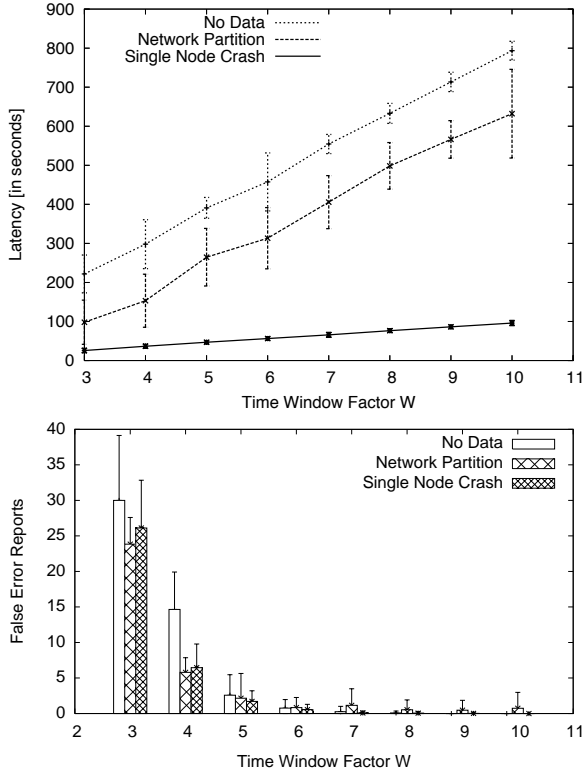 900
800
700
600
500
400
300
200
100
0
Latency [in seconds]
No Data
Network Partition
Single Node Crash
3 4 5 6 7 8 9 10 11
Time Window Factor W
40
35
30
25
20
15
10
5
0
False Error Reports
No Data
Network Partition
Single Node Crash
2 3 4 5 6 7 8 9 10 11
Time Window Factor W